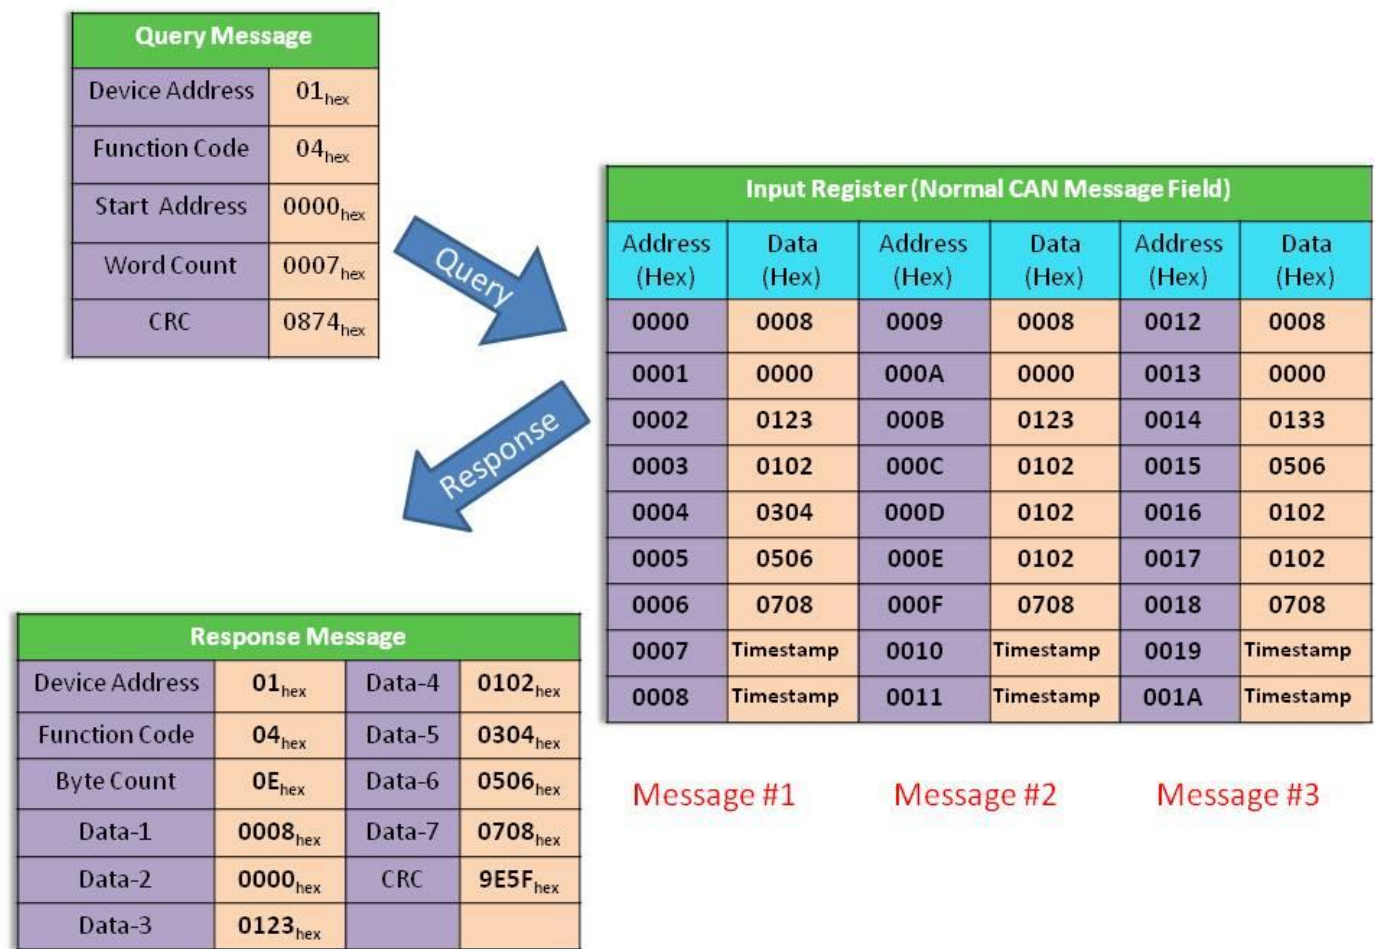 Query Message
Device Address 01hex
Function Code 04hex
Start Address 0000hex
Word Count 0007hex
CRC 0874hex
Query
Response
Input Register (Normal CAN Message Field)
Address (Hex) Data (Hex) Address (Hex) Data (Hex) Address (Hex) Data (Hex)
0000 0008 0009 0008 0012 0008
0001 0000 000A 0000 0013 0000
0002 0123 000B 0123 0014 0133
0003 0102 000C 0102 0015 0506
0004 0304 000D 0102 0016 0102
0005 0506 000E 0102 0017 0102
0006 0708 000F 0708 0018 0708
0007 Timestamp 0010 Timestamp 0019 Timestamp
0008 Timestamp 0011 Timestamp 001A Timestamp
Message #1 Message #2 Message #3
Response Message
Device Address 01hex Data-4 0102hex
Function Code 04hex Data-5 0304hex
Byte Count 0Ehex Data-6 0506hex
Data-1 0008hex Data-7 0708hex
Data-2 0000hex CRC 9E5Fhex
Data-3 0123hex